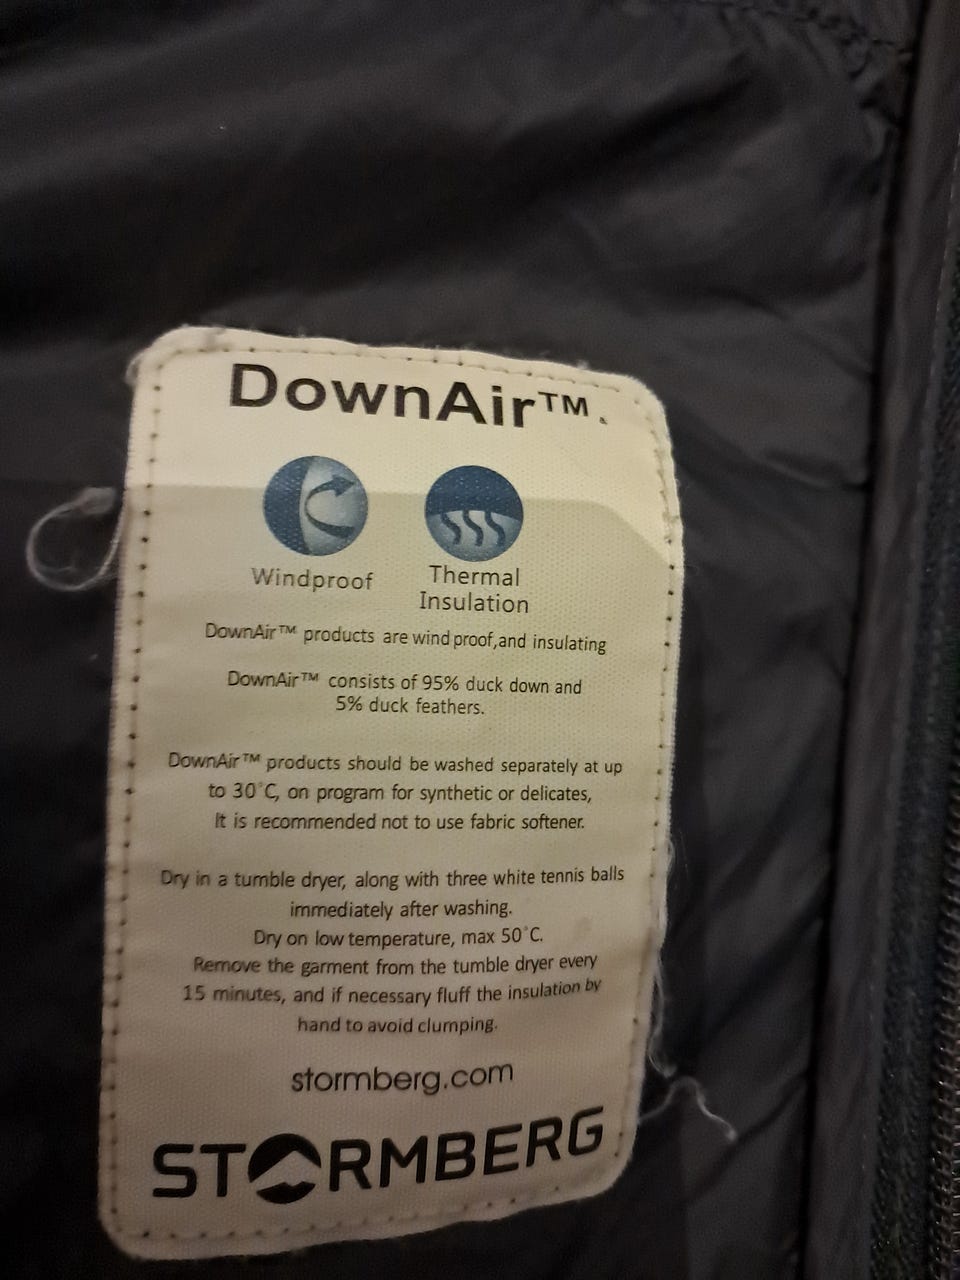 DownAir™.
Windproof
Thermal
Insulation
DownAir™ products are wind proof,and insulating
DownAir™ consists of 95% duck down and
5% duck feathers.
DownAir™ products should be washed separately at up
to 30°C, on program for synthetic or delicates,
It is recommended not to use fabric softener.
Dry in a tumble dryer, along with three white tennis balls
immediately after washing.
Dry on low temperature, max 50°C.
Remove the garment from the tumble dryer every
15 minutes, and if necessary fluff the insulation by
hand to avoid clumping.
stormberg.com
STORMBERG